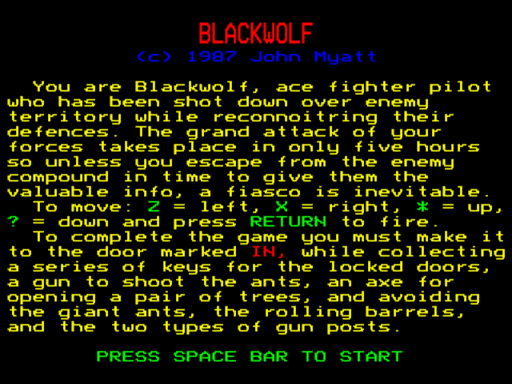 BLACKWOLF
(c) 1987 John Myatt
You are Blackwolf, ace fighter pilot
who has been shot down over enemy
territory while reconnoitring their
defences. The grand attack of your
forces takes place in only five hours
so unless you escape from the enemy
compound in time to give them the
valuable info, a fiasco is inevitable.
To move: Z = left, X = right, * = up,
? = down and press RETURN to fire.
To complete the game you must make it
to the door marked IN, while collecting
a series of keys for the locked doors,
a gun to shoot the ants, an axe for
opening a pair of trees, and avoiding
the giant ants, the rolling barrels,
and the two types of gun posts.
PRESS SPACE BAR TO START